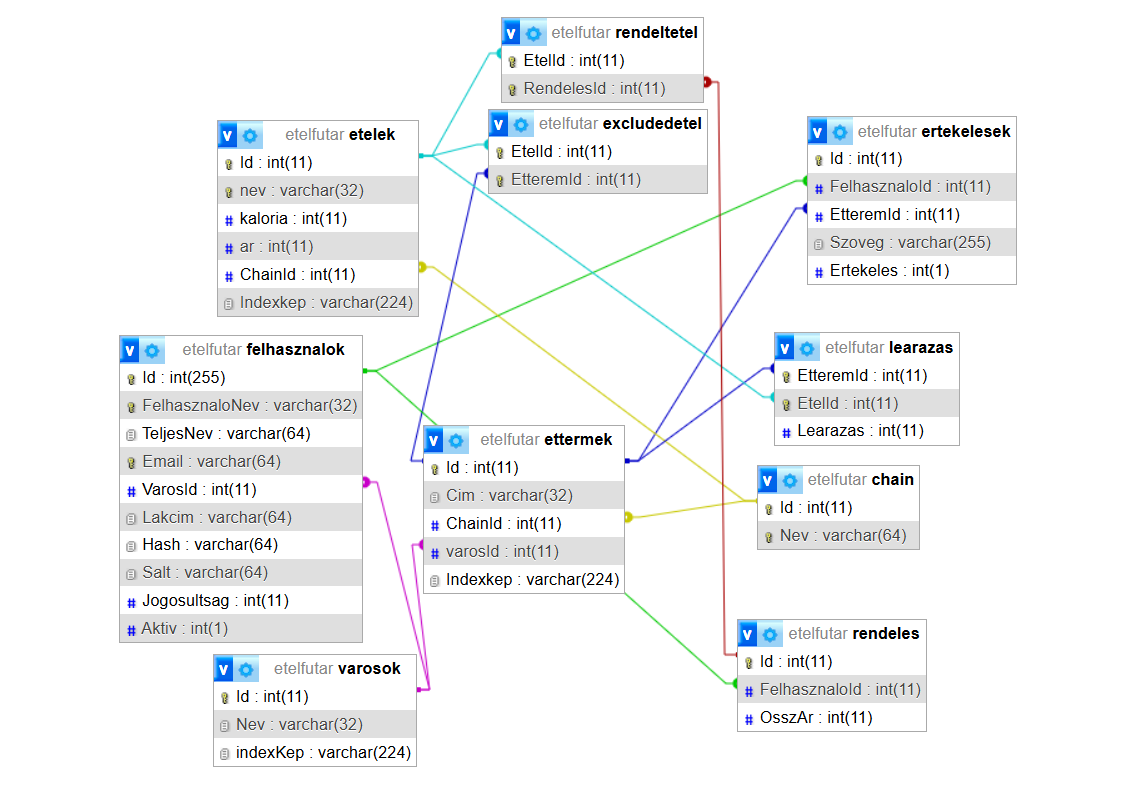 v etelfutar rendeltetel
EtelId : int(11)
RendelesId : int(11)
v etelfutar excludedetel
EtelId : int(11)
EtteremId : int(11)
v etelfutar etelek
Id : int(11)
nev : varchar(32)
# kaloria : int(11)
# ar : int(11)
# ChainId : int(11)
Indexkep : varchar(224)
v etelfutar ertekelesek
Id : int(11)
# FelhasznaloId : int(11)
# EtteremId : int(11)
Szoveg : varchar(255)
# Ertekeles : int(1)
v etelfutar felhasznalok
Id : int(255)
FelhasznaloNev : varchar(32)
TeljesNev : varchar(64)
Email : varchar(64)
# VarosId : int(11)
Lakcim : varchar(64)
Hash : varchar(64)
Salt : varchar(64)
# Jogosultsag : int(11)
# Aktiv : int(1)
v etelfutar learazas
EtteremId : int(11)
EtelId : int(11)
# Learazas : int(11)
v etelfutar ettermek
Id : int(11)
Cim : varchar(32)
# ChainId : int(11)
# varosId : int(11)
Indexkep : varchar(224)
v etelfutar chain
Id : int(11)
Nev : varchar(64)
v etelfutar rendeles
Id : int(11)
# FelhasznaloId : int(11)
# OsszAr : int(11)
v etelfutar varosok
Id : int(11)
Nev : varchar(32)
indexKep : varchar(224)